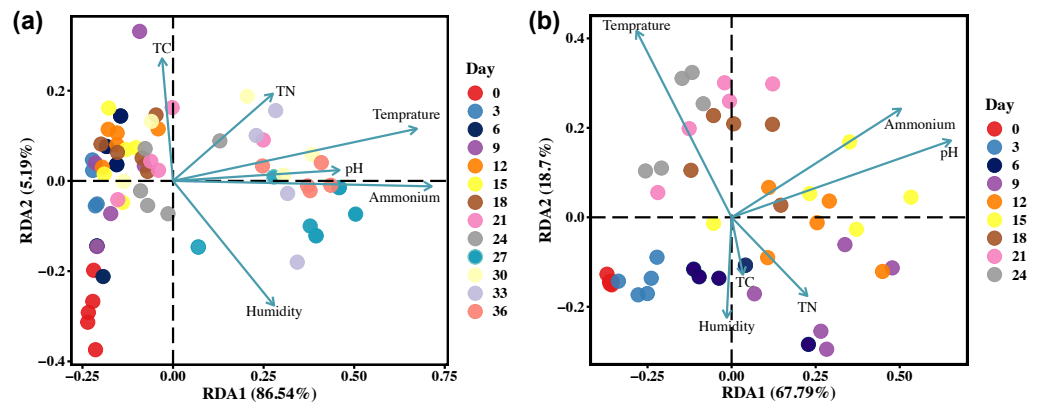 (a)
RDA2 (5.19%)
0.2
0.0
−0.2
−0.4
−0.25
0.00
0.25
0.50
0.75
RDA1 (86.54%)
TC
TN
Temprature
pH
Ammonium
Humidity
Day
0
3
6
9
12
15
18
21
24
27
30
33
36
(b)
RDA2 (18.7%)
0.4
0.2
0.0
−0.2
−0.25
0.00
0.25
0.50
RDA1 (67.79%)
Temprature
Ammonium
pH
TC
TN
Humidity
Day
0
3
6
9
12
15
18
21
24